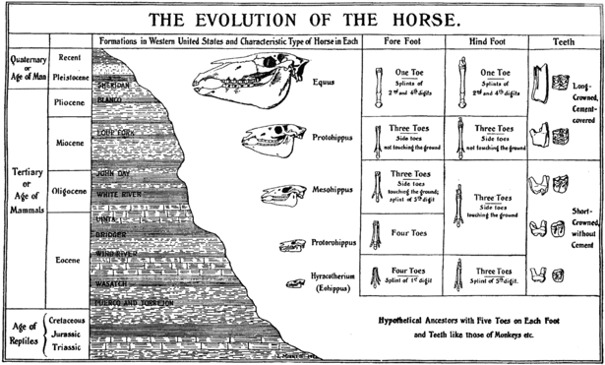 THE EVOLUTION OF THE HORSE.
Formations in Western United States and Characteristic Type of Horse in Each
Fore Foot
Hind Foot
Teeth
Quaternary
or
Age of Man
Recent
Pleistocene
SHERIDAN
Equus
One Toe
Splints of
2nd and 4th digits
One Toe
Splints of
2nd and 4th digits
Long-
Crowned,
Cement-
covered
Tertiary
or
Age of
Mammals
Pliocene
BLANCO
Miocene
LOUP FORK
Protohippus
Three Toes
Side toes
not touching the ground
Three Toes
Side toes
not touching the ground
JOHN DAY
Oligocene
WHITE RIVER
Mesohippus
Three Toes
Side toes
touching the ground;
splint of 5th digit
Three Toes
Side toes
touching the ground
Short-
Crowned,
without
Cement
UINTA
BRIDGER
Eocene
WIND RIVER
Protorohippus
Four Toes
WASATCH
Hyracotherium
(Eohippus)
Four Toes
Splint of 1st digit
Three Toes
Splint of 5th digit
PUERCO AND TORREJON
Age of
Reptiles
Cretaceous
Jurassic
Triassic
Hypothetical Ancestors with Five Toes on Each Foot
and Teeth like those of Monkeys etc.